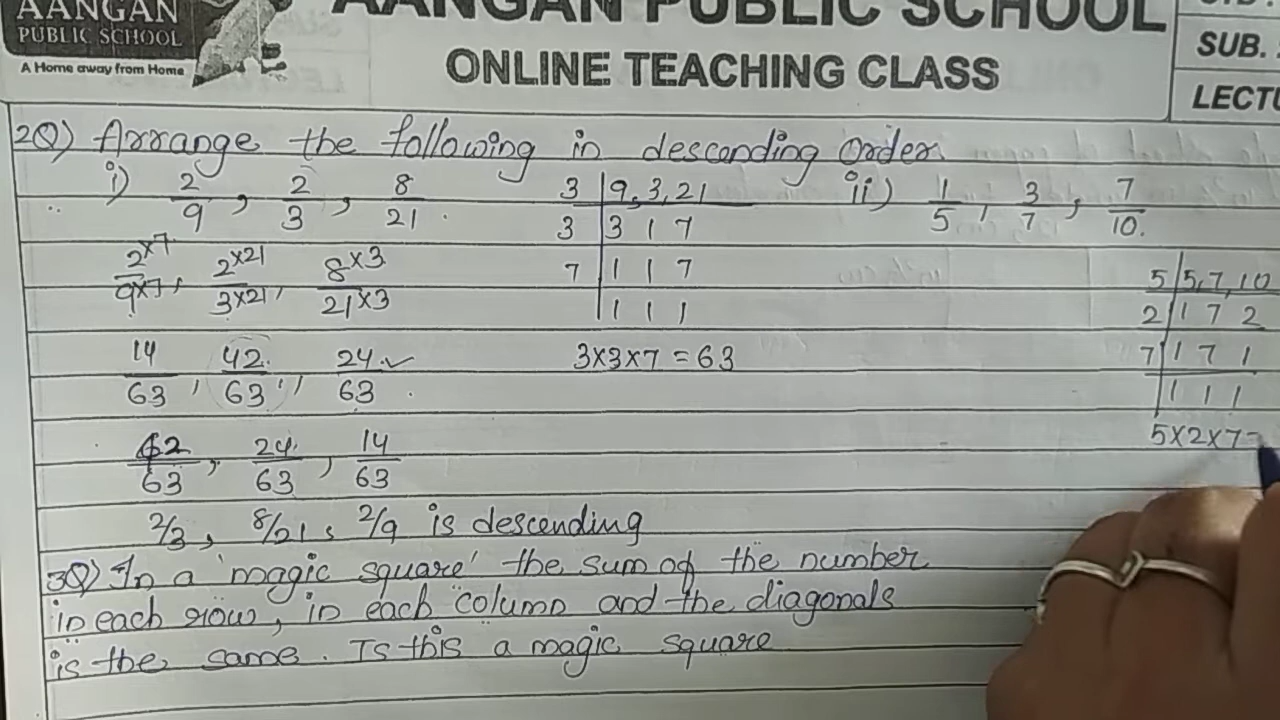 AANGAN
PUBLIC SCHOOL
A Home away from Home
AANGAN PUBLIC SCHOOL
ONLINE TEACHING CLASS
SUB.
LECTU
2Q) Arrange the following in desconding order.
i) 2/9, 2/3, 8/21.
3 | 9, 3, 21
3 | 3 1 7
7 | 1 1 7
1 1 1
3×3×7 = 63
2×7/9×7, 2×21/3×21, 8×3/21×3
14/63, 42/63, 24/63
42/63, 24/63, 14/63
2/3, 8/21, 2/9 is descending
ii) 1/5, 3/7, 7/10.
5 | 5, 7, 10
2 | 1 7 2
7 | 1 7 1
1 1 1
5×2×7=
3Q) In a 'magic square' the sum of the number
in each row, in each column and the diagonals
is the same. Is this a magic square